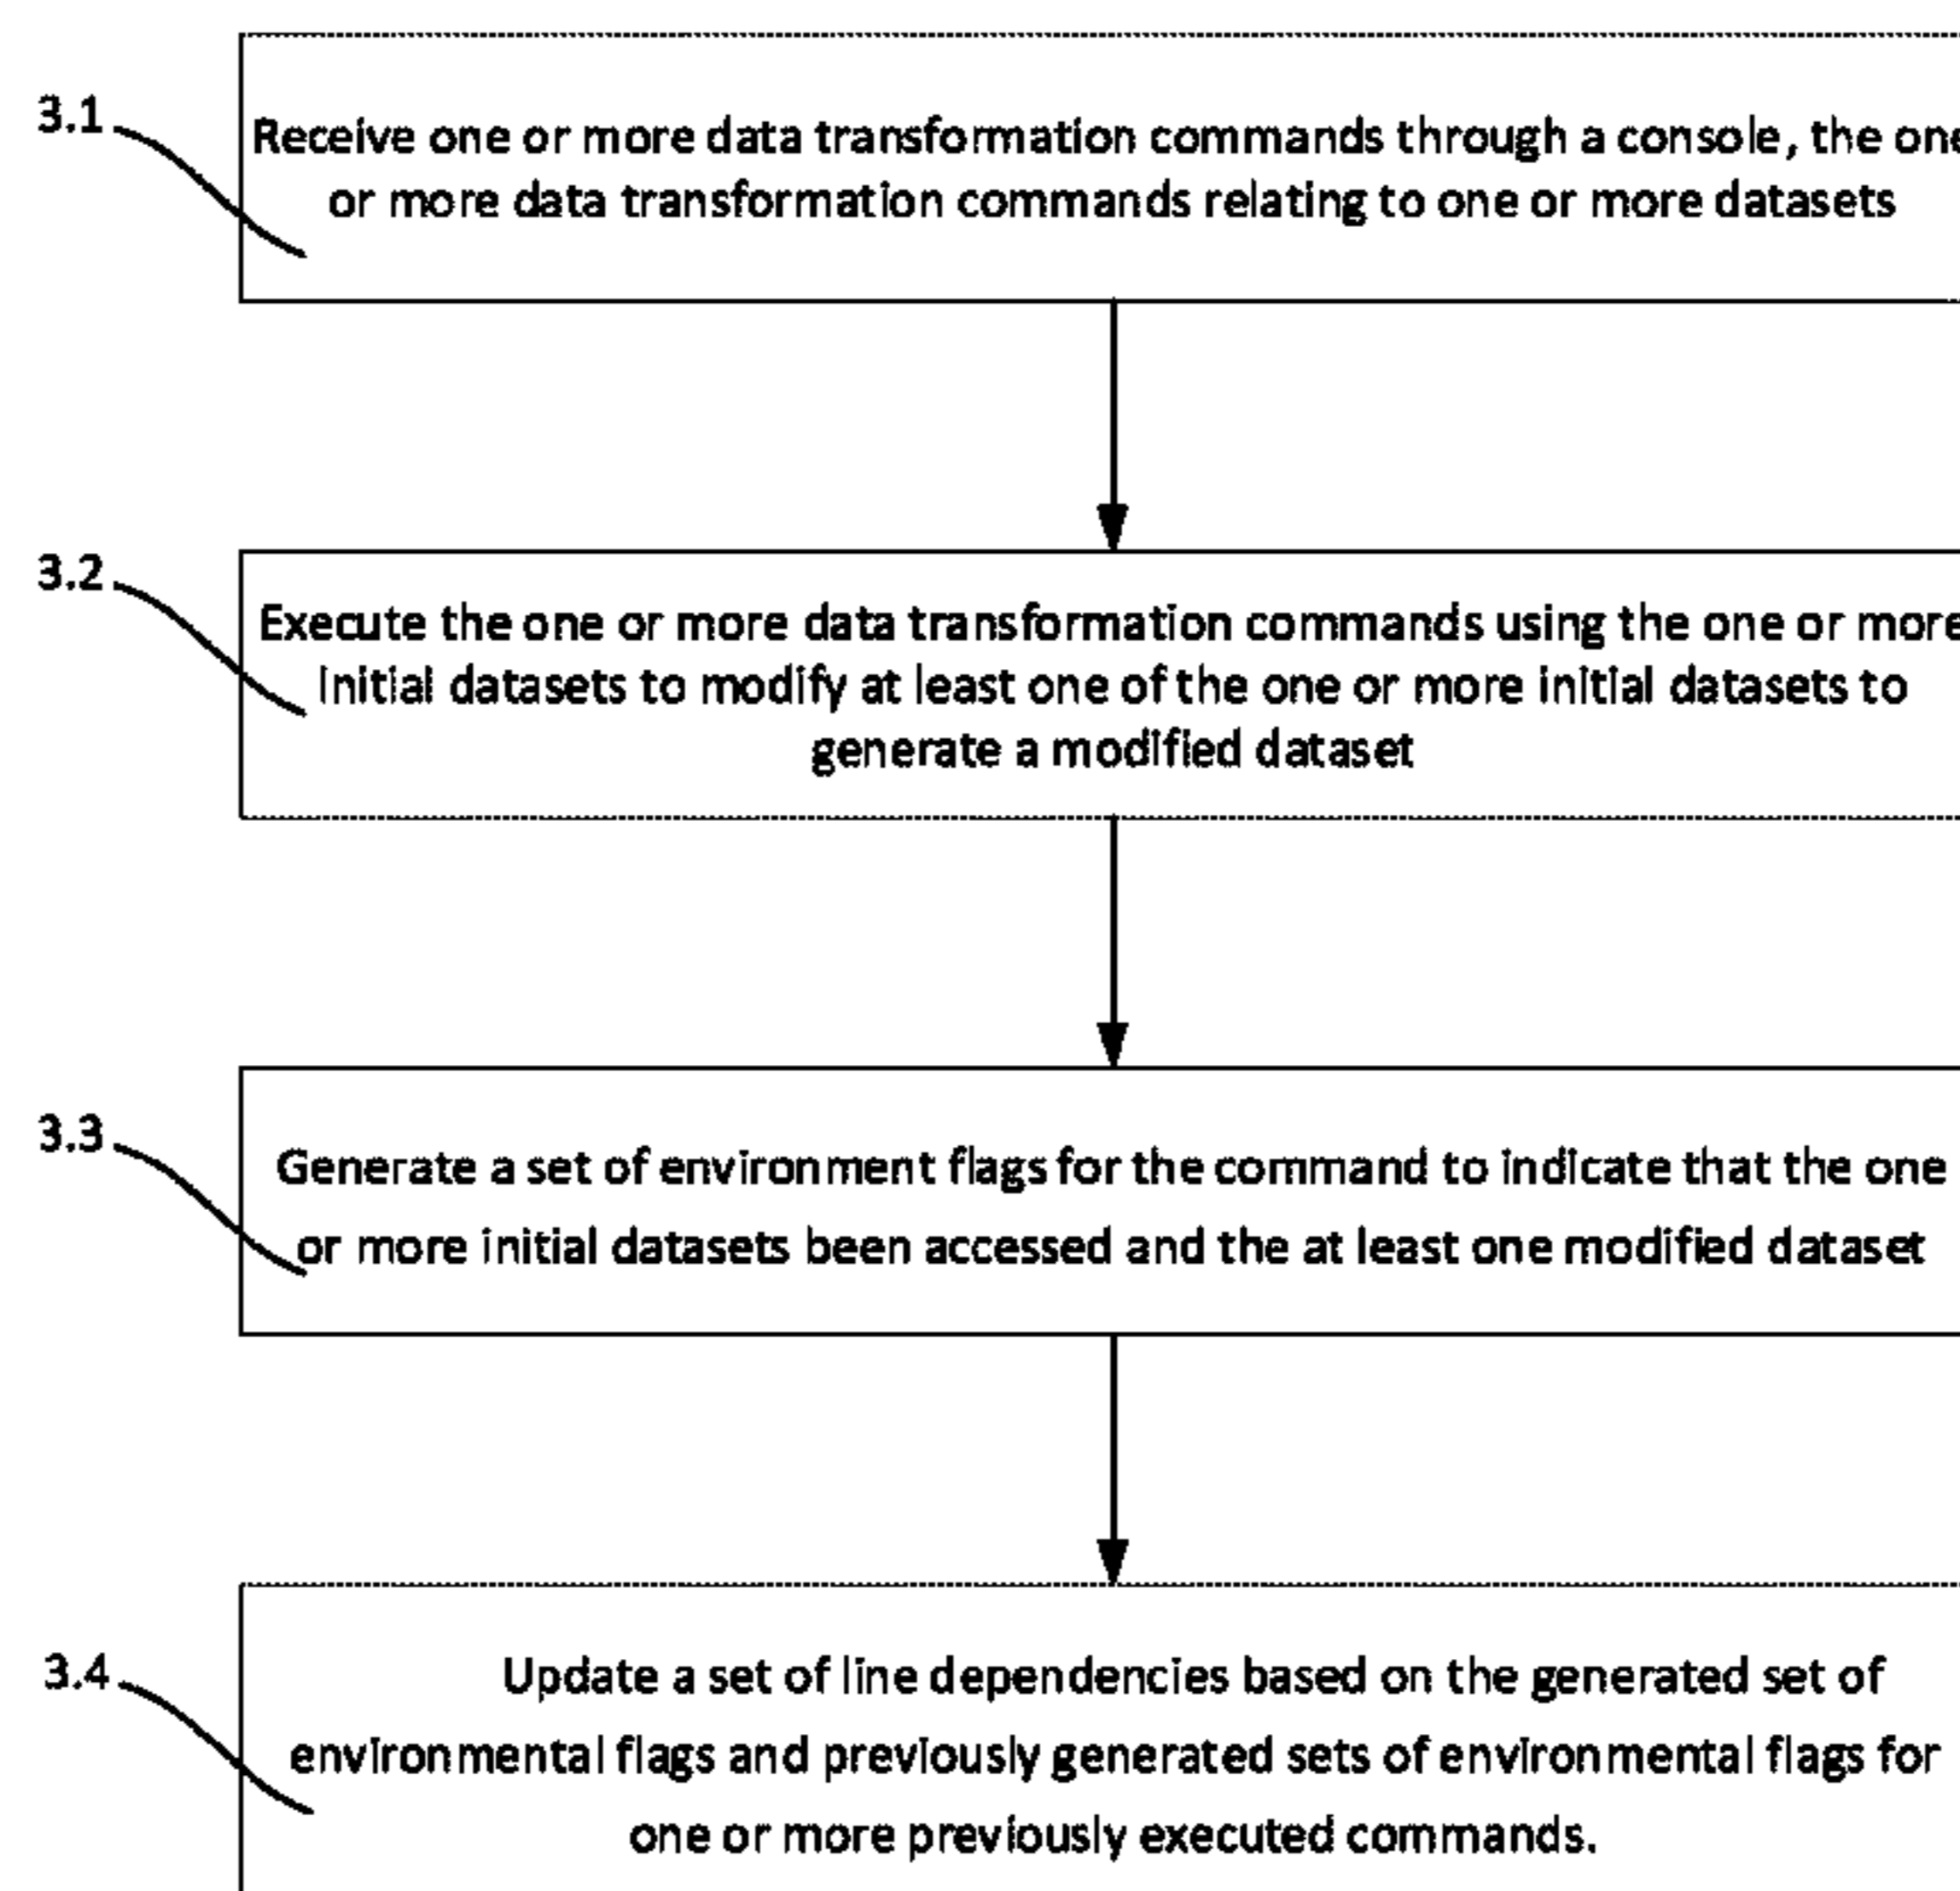 3.1
Receive one or more data transformation commands through a console, the one
or more data transformation commands relating to one or more datasets
3.2
Execute the one or more data transformation commands using the one or more
initial datasets to modify at least one of the one or more initial datasets to
generate a modified dataset
3.3
Generate a set of environment flags for the command to indicate that the one
or more initial datasets been accessed and the at least one modified dataset
3.4
Update a set of line dependencies based on the generated set of
environmental flags and previously generated sets of environmental flags for
one or more previously executed commands.